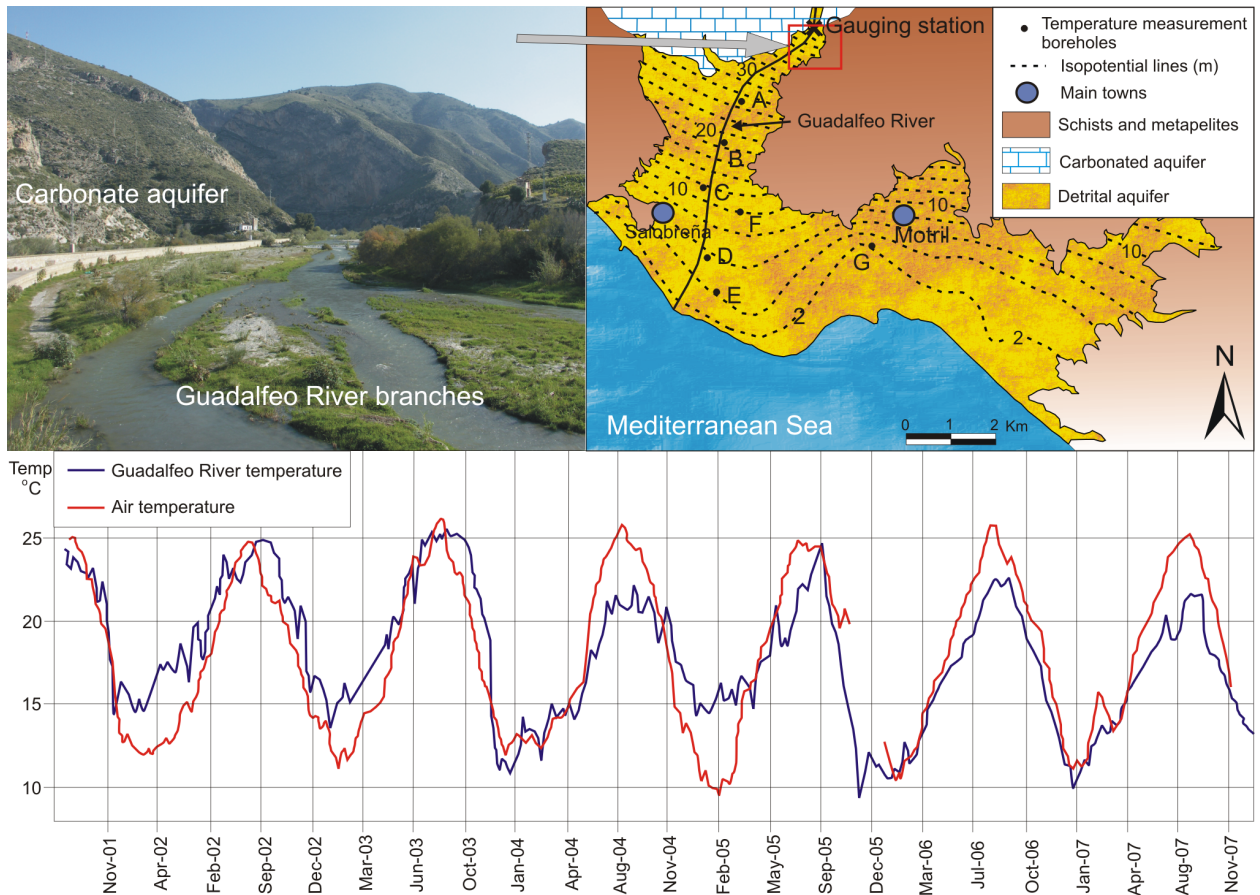 Carbonate aquifer
Guadalfeo River branches
Gauging station
30
A
20
Guadalfeo River
B
10
C
F
Salobreña
Motril
10
D
G
10
E
2
2
Mediterranean Sea
0 1 2 Km
N
Temperature measurement
boreholes
Isopotential lines (m)
Main towns
Schists and metapelites
Carbonated aquifer
Detrital aquifer
Temp
°C
Guadalfeo River temperature
Air temperature
25
20
15
10
Nov-01
Apr-02
Feb-02
Sep-02
Dec-02
Mar-03
Jun-03
Oct-03
Jan-04
Apr-04
Aug-04
Nov-04
Feb-05
May-05
Sep-05
Dec-05
Mar-06
Jul-06
Oct-06
Jan-07
Apr-07
Aug-07
Nov-07